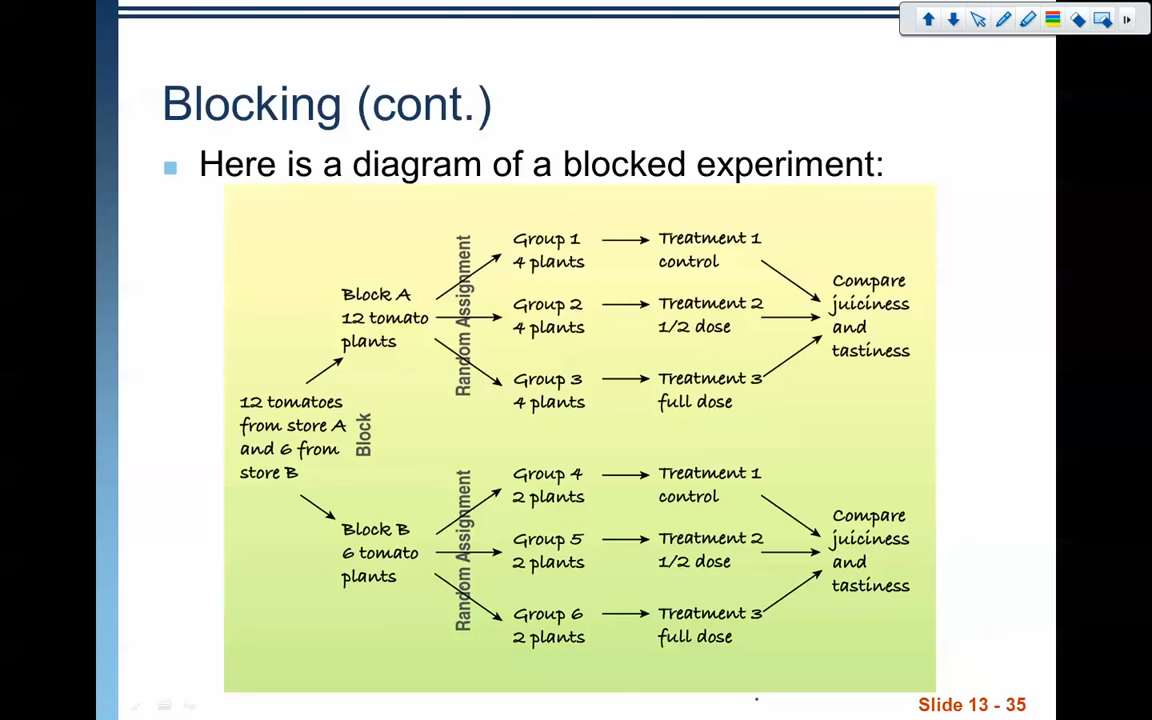 Blocking (cont.)
Here is a diagram of a blocked experiment:
12 tomatoes
from store A
and 6 from
store B
Block
Block A
12 tomato
plants
Random Assignment
Group 1
4 plants
Treatment 1
control
Group 2
4 plants
Treatment 2
1/2 dose
Group 3
4 plants
Treatment 3
full dose
Compare
juiciness
and
tastiness
Block B
6 tomato
plants
Random Assignment
Group 4
2 plants
Treatment 1
control
Group 5
2 plants
Treatment 2
1/2 dose
Group 6
2 plants
Treatment 3
full dose
Compare
juiciness
and
tastiness
Slide 13 - 35